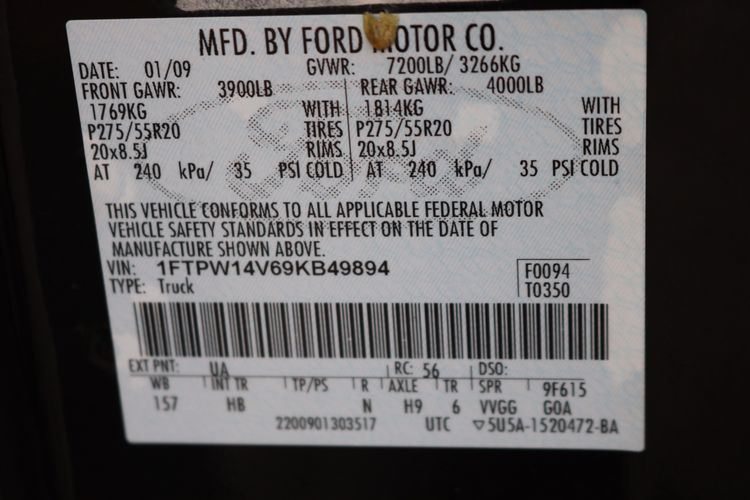 MFD. BY FORD MOTOR CO.
DATE: 01/09 GVWR: 7200LB/ 3266KG
FRONT GAWR: 3900LB REAR GAWR: 4000LB
1769KG WITH 1814KG WITH
P275/55R20 TIRES P275/55R20 TIRES
20x8.5J RIMS 20x8.5J RIMS
AT 240 kPa/ 35 PSI COLD AT 240 kPa/ 35 PSI COLD
THIS VEHICLE CONFORMS TO ALL APPLICABLE FEDERAL MOTOR
VEHICLE SAFETY STANDARDS IN EFFECT ON THE DATE OF
MANUFACTURE SHOWN ABOVE.
VIN: 1FTPW14V69KB49894 F0094
TYPE: Truck T0350
EXT PNT: UA RC: 56 DSO:
WB INT TR TP/PS R AXLE TR SPR 9F615
157 HB N H9 6 VVGG GOA
2200901303517 UTC ▽5U5A-1520472-BA